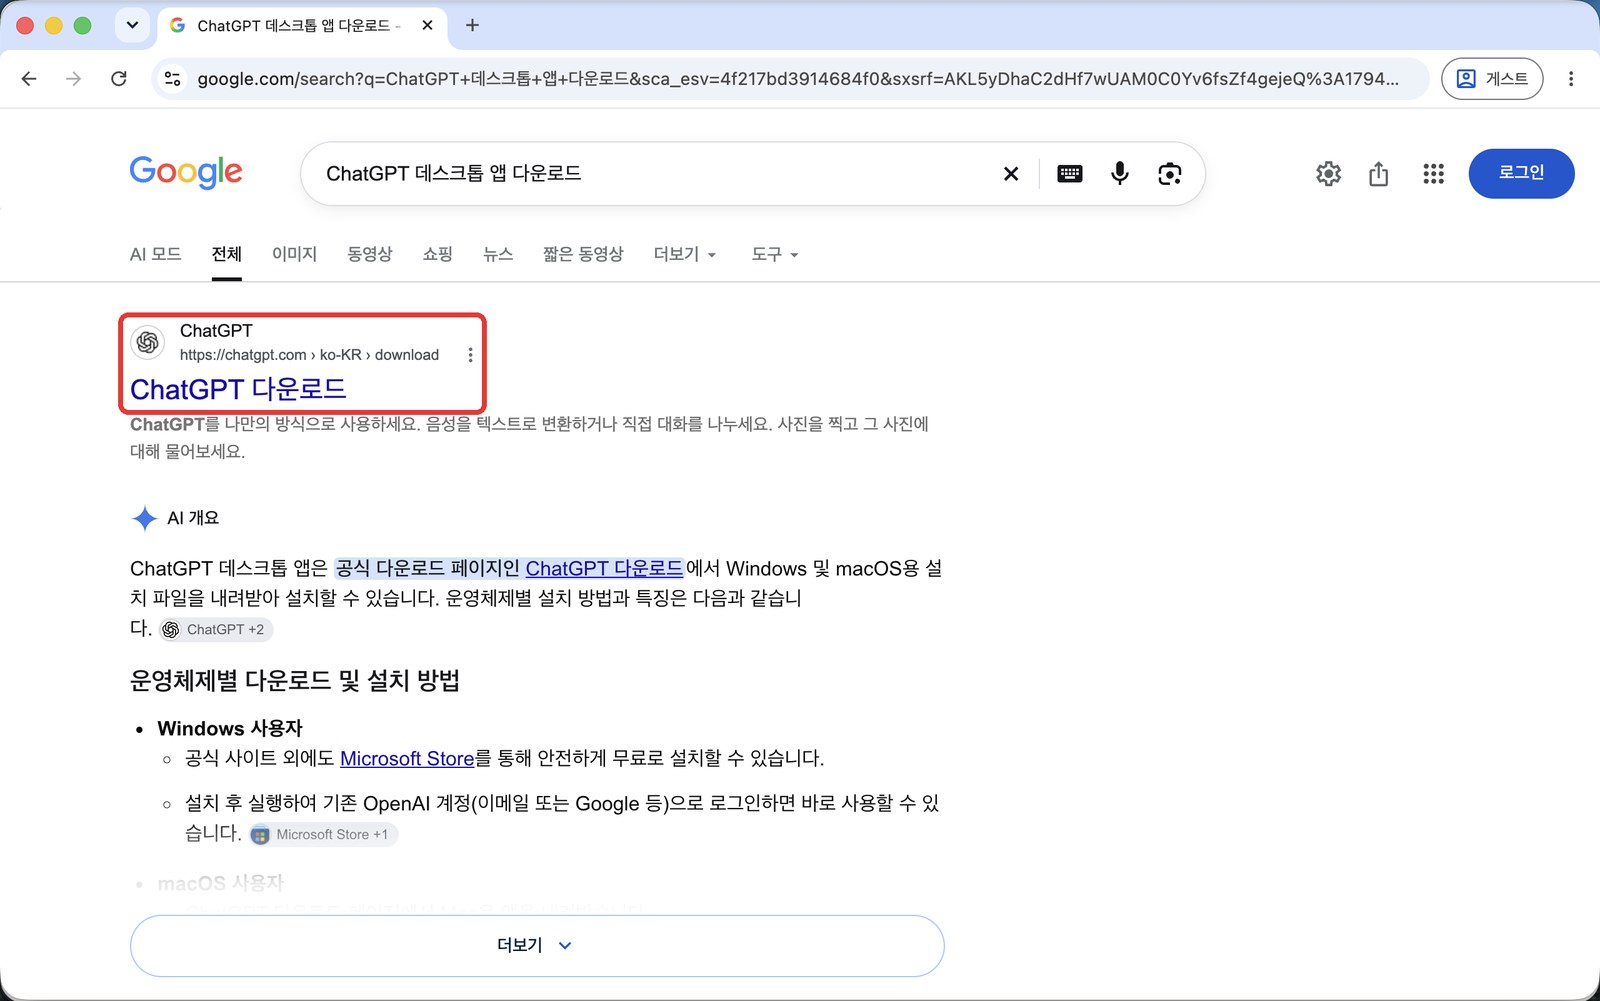 ChatGPT 데스크톱 앱 다운로드 -
google.com/search?q=ChatGPT+데스크톱+앱+다운로드&sca_esv=4f217bd3914684f0&sxsrf=AKL5yDhaC2dHf7wUAM0C0Yv6fsZf4gejeQ%3A1794...
게스트
Google
ChatGPT 데스크톱 앱 다운로드
로그인
AI 모드 전체 이미지 동영상 쇼핑 뉴스 짧은 동영상 더보기 도구
ChatGPT
https://chatgpt.com › ko-KR › download
ChatGPT 다운로드
ChatGPT를 나만의 방식으로 사용하세요. 음성을 텍스트로 변환하거나 직접 대화를 나누세요. 사진을 찍고 그 사진에
대해 물어보세요.
AI 개요
ChatGPT 데스크톱 앱은 공식 다운로드 페이지인 ChatGPT 다운로드에서 Windows 및 macOS용 설
치 파일을 내려받아 설치할 수 있습니다. 운영체제별 설치 방법과 특징은 다음과 같습니
다. ChatGPT +2
운영체제별 다운로드 및 설치 방법
• Windows 사용자
◦ 공식 사이트 외에도 Microsoft Store를 통해 안전하게 무료로 설치할 수 있습니다.
◦ 설치 후 실행하여 기존 OpenAI 계정(이메일 또는 Google 등)으로 로그인하면 바로 사용할 수 있
습니다. Microsoft Store +1
• macOS 사용자
더보기